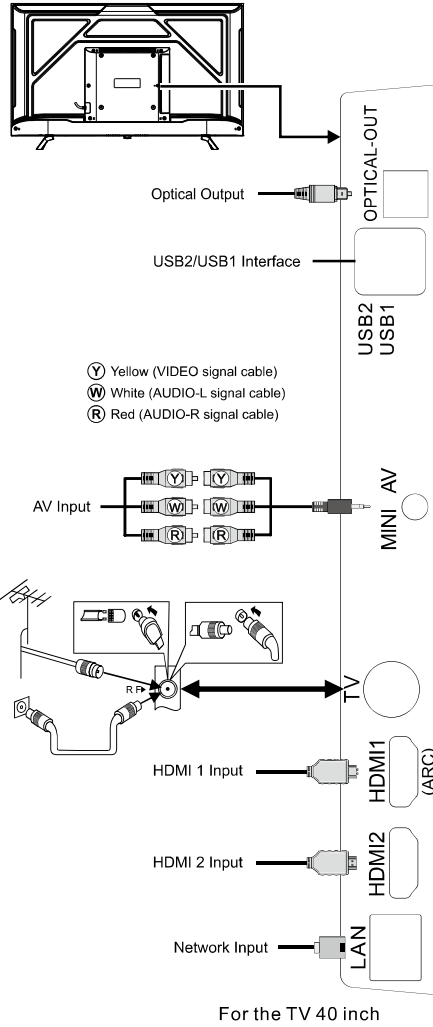 OPTICAL-OUT
Optical Output
USB2/USB1 Interface
USB2
USB1
Y Yellow (VIDEO signal cable)
W White (AUDIO-L signal cable)
R Red (AUDIO-R signal cable)
Y Y
AV Input W W
R R
MINI AV
R F
TV
HDMI 1 Input
HDMI1
(ARC)
HDMI 2 Input
HDMI2
Network Input
LAN
For the TV 40 inch